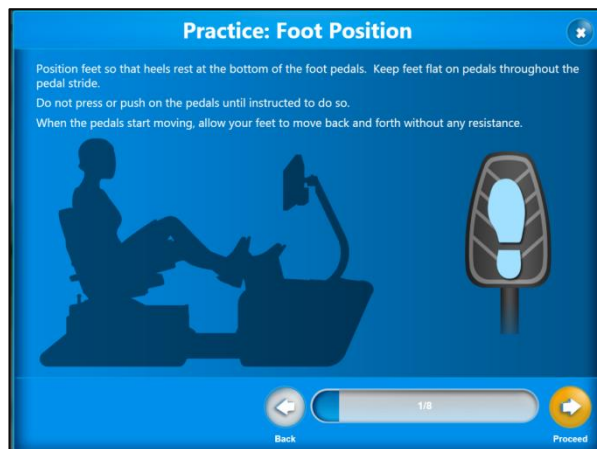 Practice: Foot Position
Position feet so that heels rest at the bottom of the foot pedals.  Keep feet flat on pedals throughout the
pedal stride.
Do not press or push on the pedals until instructed to do so.
When the pedals start moving, allow your feet to move back and forth without any resistance.
1/8
Back
Proceed